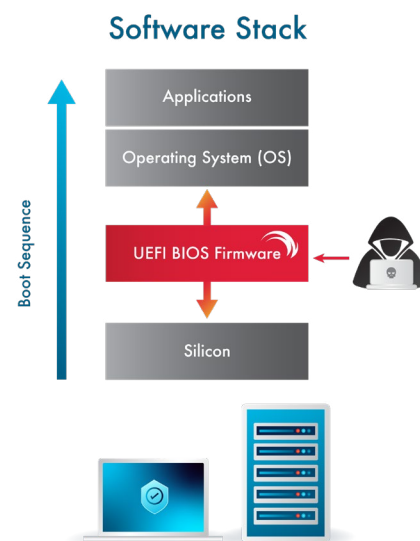 Software Stack
Applications
Operating System (OS)
UEFI BIOS Firmware
Silicon
Boot Sequence